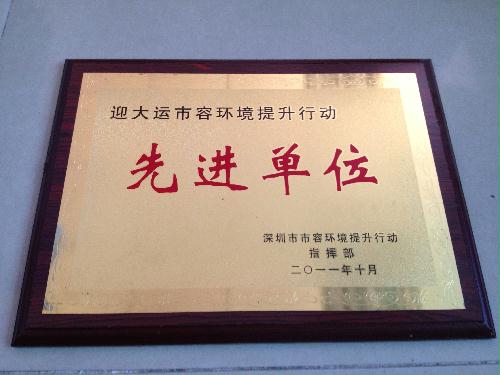 迎大运市容环境提升行动
先进单位
深圳市市容环境提升行动
指挥部
二〇一一年十月